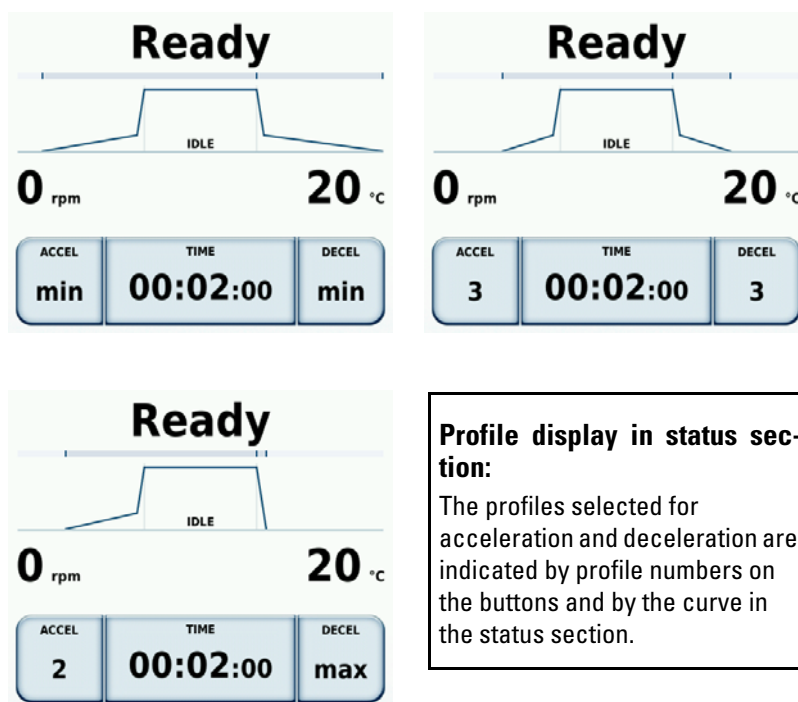 Ready
IDLE
0 rpm 20 °C
ACCEL TIME DECEL
min 00:02:00 min
Ready
IDLE
0 rpm 20 °C
ACCEL TIME DECEL
3 00:02:00 3
Ready
IDLE
0 rpm 20 °C
ACCEL TIME DECEL
2 00:02:00 max
Profile display in status sec-
tion:
The profiles selected for
acceleration and deceleration are
indicated by profile numbers on
the buttons and by the curve in
the status section.